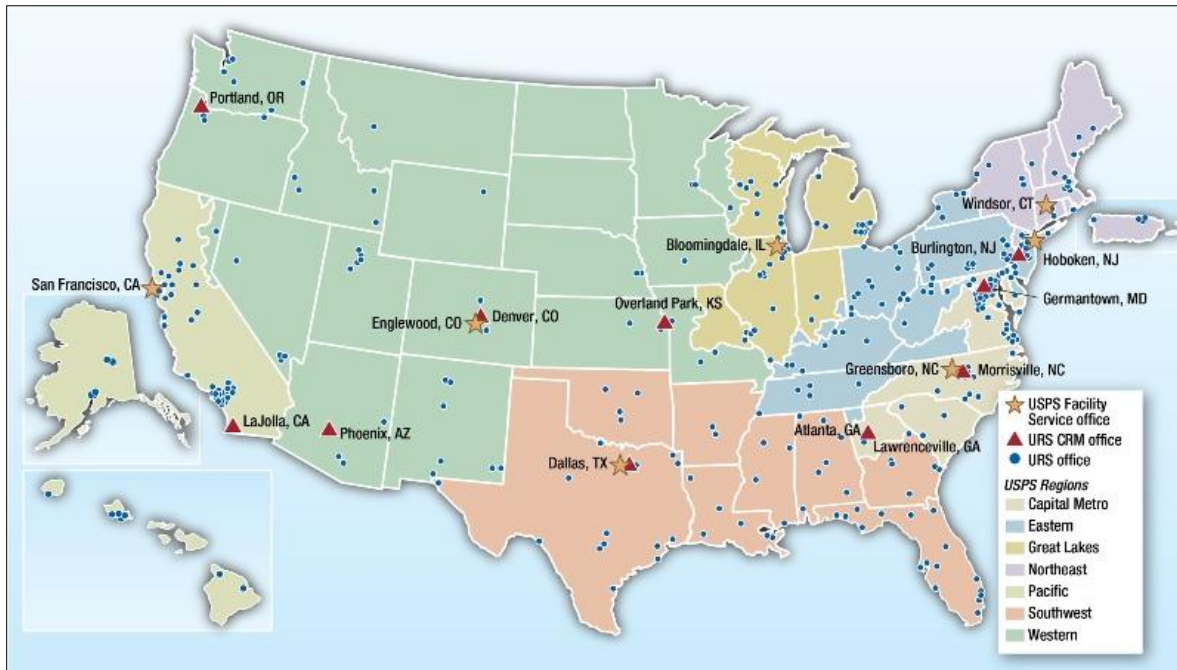 Portland, OR
Windsor, CT
Bloomingdale, IL
Burlington, NJ
Hoboken, NJ
San Francisco, CA
Germantown, MD
Overland Park, KS
Denver, CO
Englewood, CO
Greensboro, NC
Morrisville, NC
LaJolla, CA
Phoenix, AZ
Atlanta, GA
Lawrenceville, GA
Dallas, TX
USPS Facility
Service office
URS CRM office
URS office
USPS Regions
Capital Metro
Eastern
Great Lakes
Northeast
Pacific
Southwest
Western